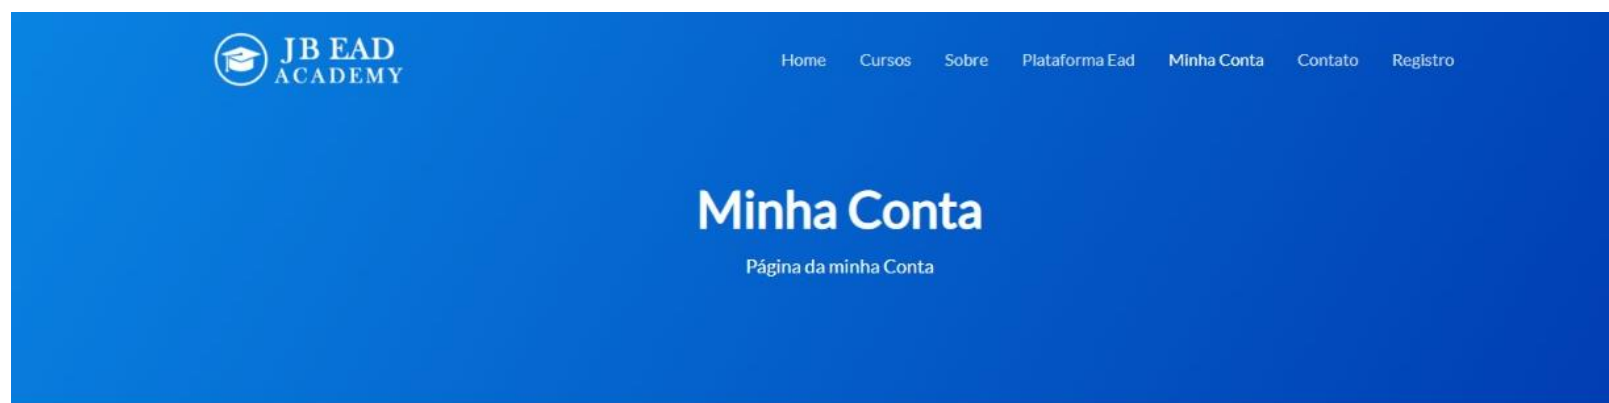 JB EAD
ACADEMY
Home Cursos Sobre Plataforma Ead Minha Conta Contato Registro
Minha Conta
Página da minha Conta